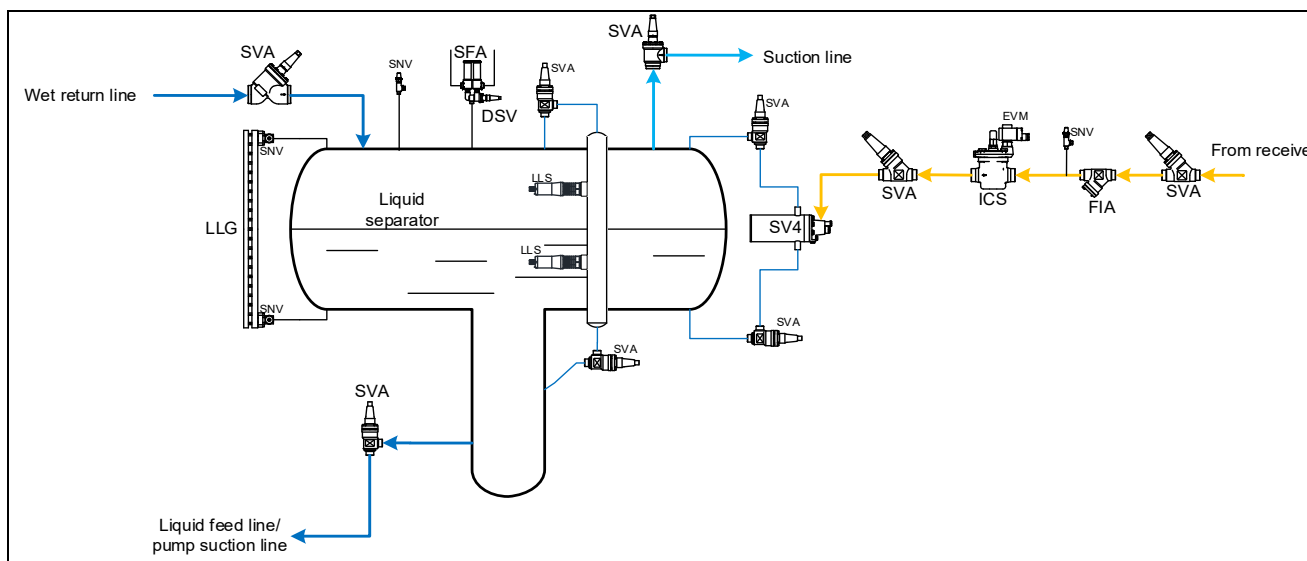 SVA
SVA
SFA
SNV
SVA
DSV
Suction line
Wet return line
SVA
EVM
SNV
From receive
SNV
LLS
Liquid
separator
LLG
SV4
SVA
ICS
FIA
SVA
LLS
SNV
SVA
SVA
SVA
Liquid feed line/
pump suction line